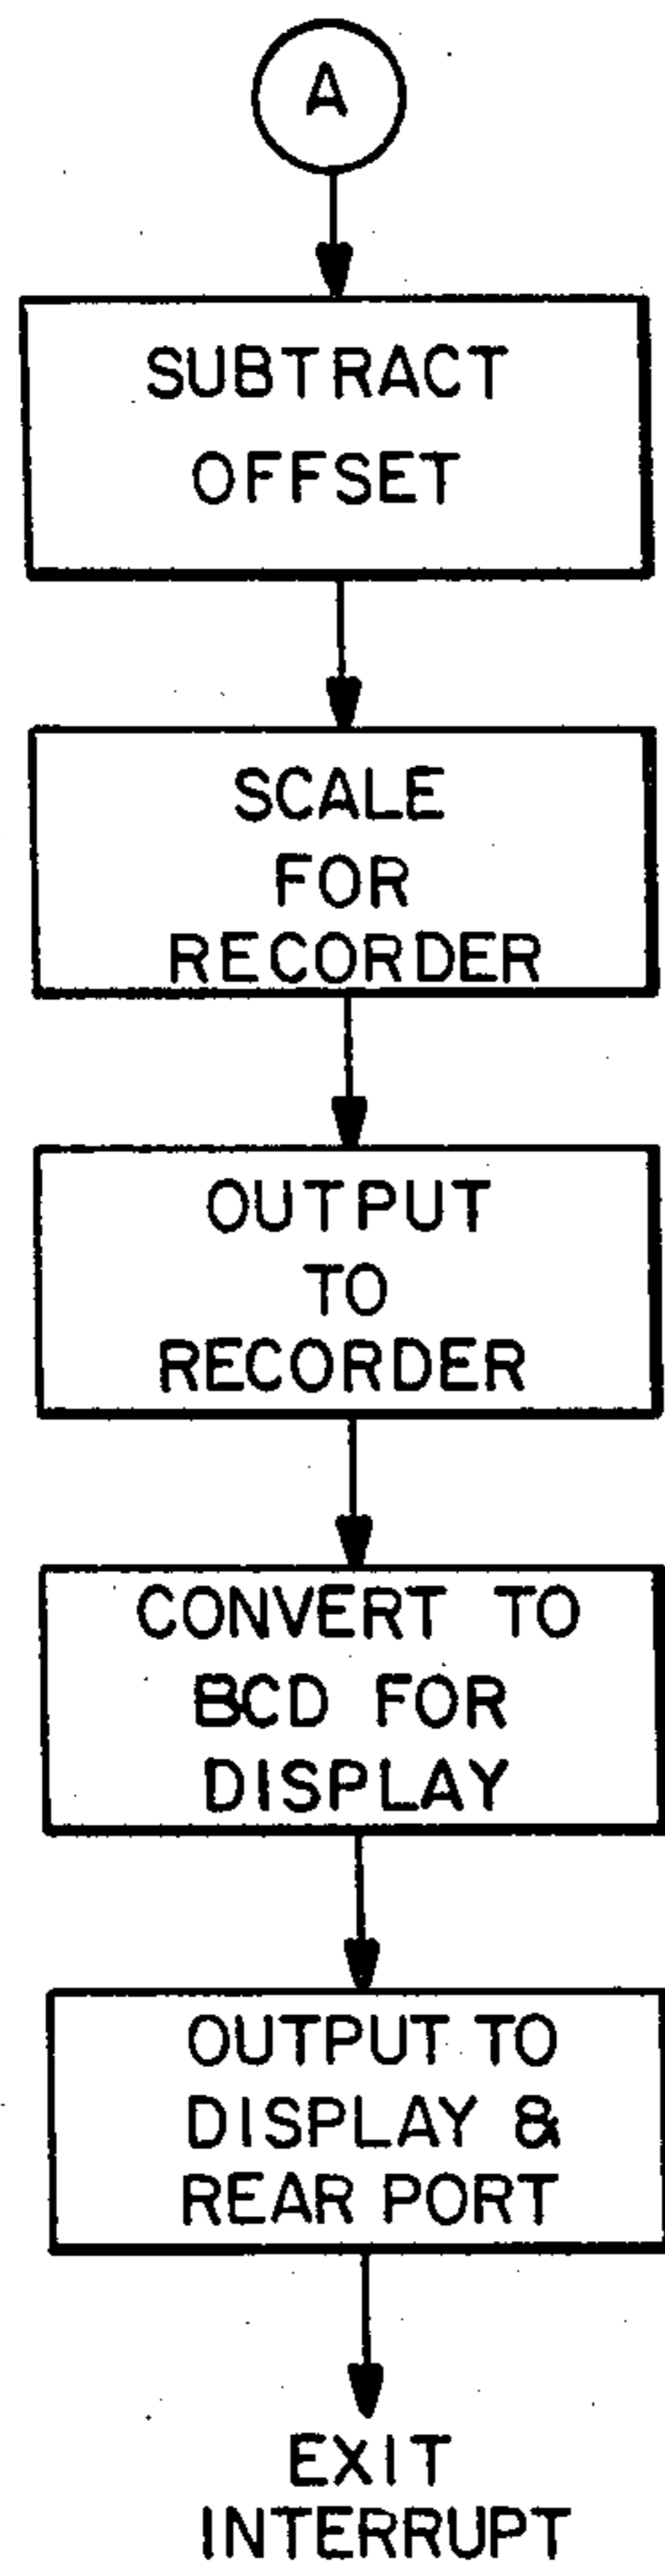 A
SUBTRACT
OFFSET
SCALE
FOR
RECORDER
OUTPUT
TO
RECORDER
CONVERT TO
BCD FOR
DISPLAY
OUTPUT TO
DISPLAY &
REAR PORT
EXIT
INTERRUPT